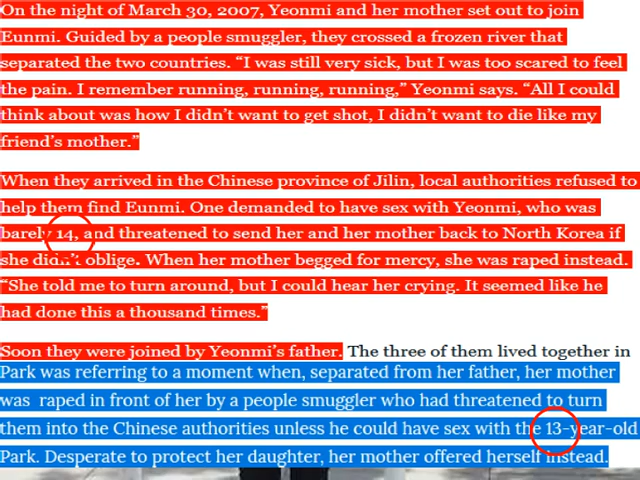 On the night of March 30, 2007, Yeonmi and her mother set out to join
Eunmi. Guided by a people smuggler, they crossed a frozen river that
separated the two countries. “I was still very sick, but I was too scared to feel
the pain. I remember running, running, running,” Yeonmi says. “All I could
think about was how I didn’t want to get shot, I didn’t want to die like my
friend’s mother.”
When they arrived in the Chinese province of Jilin, local authorities refused to
help them find Eunmi. One demanded to have sex with Yeonmi, who was
barely 14, and threatened to send her and her mother back to North Korea if
she didn’t oblige. When her mother begged for mercy, she was raped instead.
“She told me to turn around, but I could hear her crying. It seemed like he
had done this a thousand times.”
Soon they were joined by Yeonmi’s father. The three of them lived together in
Park was referring to a moment when, separated from her father, her mother
was raped in front of her by a people smuggler who had threatened to turn
them into the Chinese authorities unless he could have sex with the 13-year-old
Park. Desperate to protect her daughter, her mother offered herself instead.